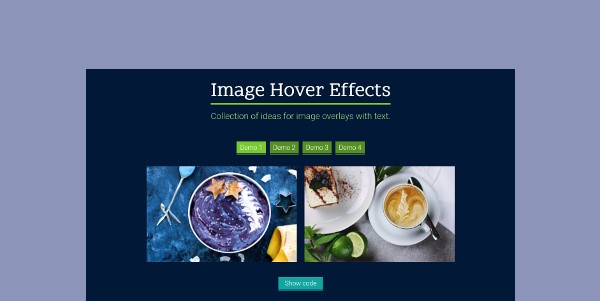 Image Hover Effects
Collection of ideas for image overlays with text.
Demo 1 Demo 2 Demo 3 Demo 4
Show code